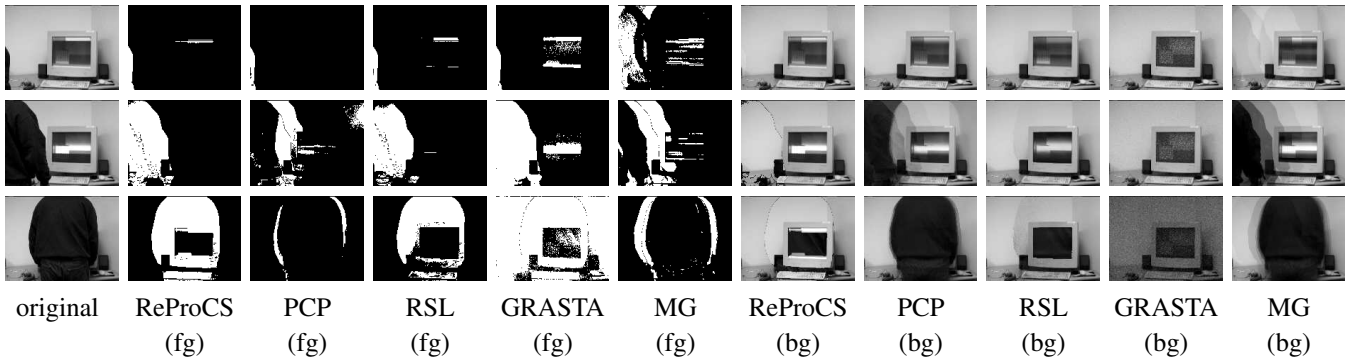 original ReProCS PCP RSL GRASTA MG ReProCS PCP RSL GRASTA MG
(fg) (fg) (fg) (fg) (fg) (bg) (bg) (bg) (bg) (bg)